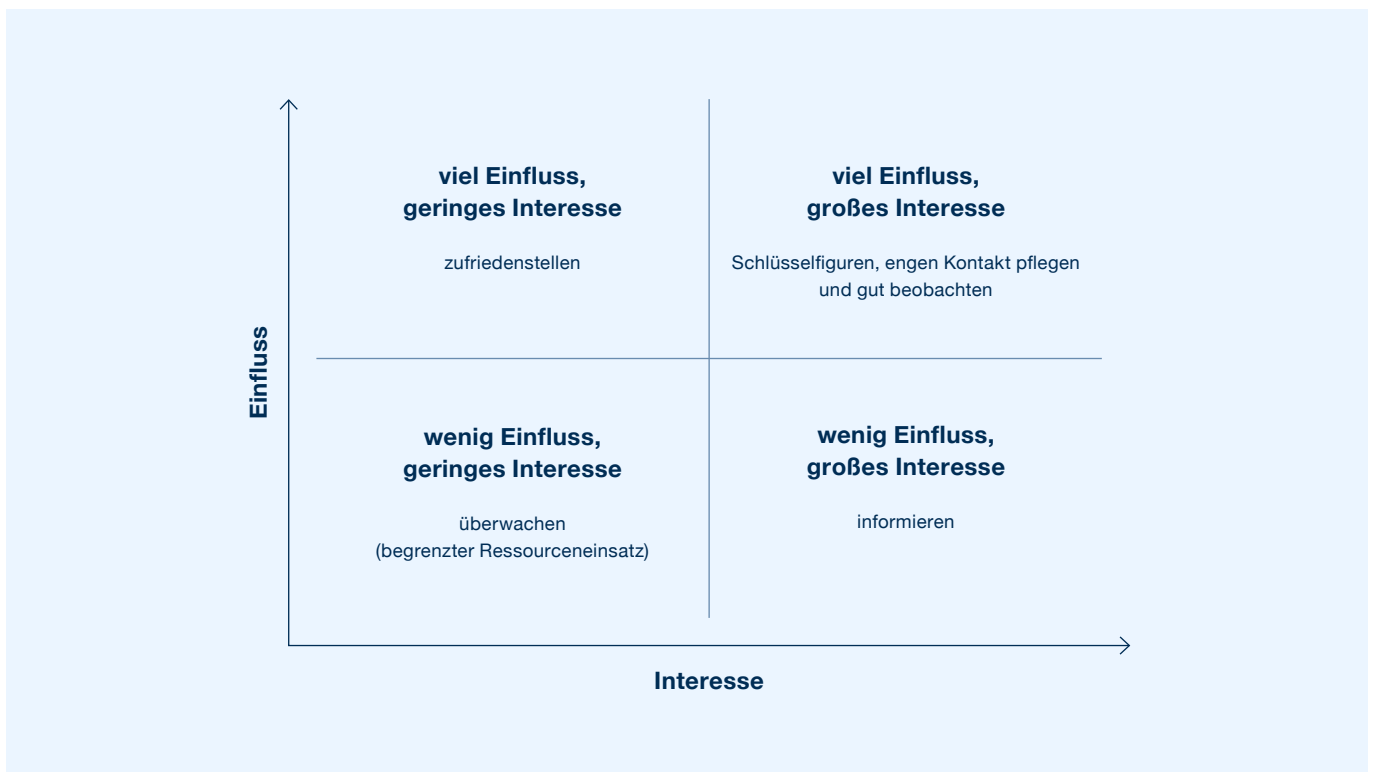 viel Einfluss,
geringes Interesse
zufriedenstellen
viel Einfluss,
großes Interesse
Schlüsselfiguren, engen Kontakt pflegen
und gut beobachten
Einfluss
wenig Einfluss,
geringes Interesse
überwachen
(begrenzter Ressourceneinsatz)
wenig Einfluss,
großes Interesse
informieren
Interesse